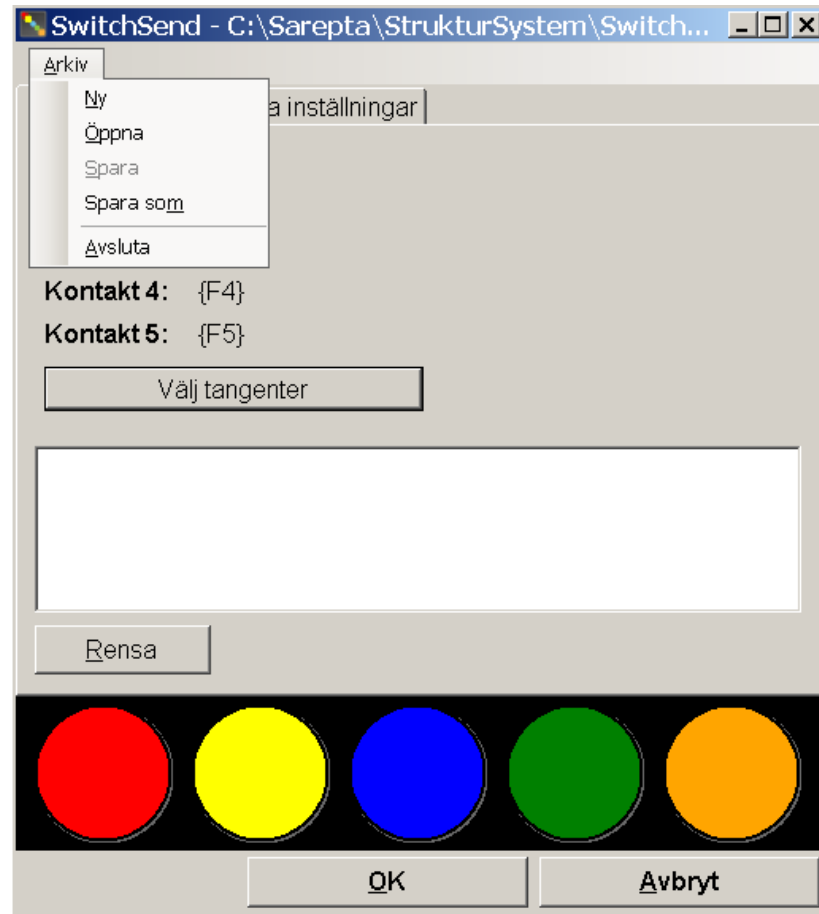 SwitchSend - C:\Sarepta\StrukturSystem\Switch...
Arkiv
Ny
Öppna
Spara
Spara som
Avsluta
a inställningar
Kontakt 4: {F4}
Kontakt 5: {F5}
Välj tangenter
Rensa
OK Avbryt